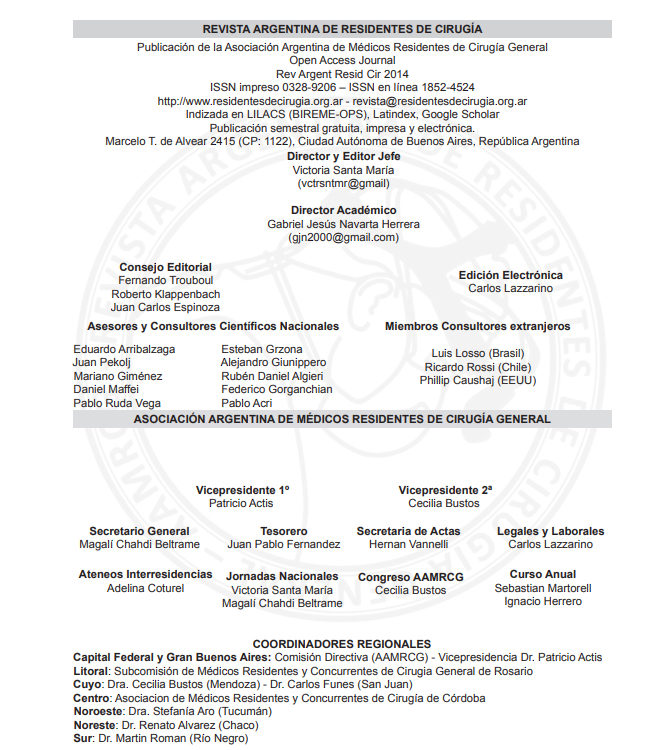 REVISTA ARGENTINA DE RESIDENTES DE CIRUGÍA
Publicación de la Asociación Argentina de Médicos Residentes de Cirugía General
Open Access Journal
Rev Argent Resid Cir 2014
ISSN impreso 0328-9206 – ISSN en línea 1852-4524
http://www.residentesdecirugia.org.ar - revista@residentesdecirugia.org.ar
Indizada en LILACS (BIREME-OPS), Latindex, Google Scholar
Publicación semestral gratuita, impresa y electrónica.
Marcelo T. de Alvear 2415 (CP: 1122), Ciudad Autónoma de Buenos Aires, República Argentina
Director y Editor Jefe
Victoria Santa María
(vctrsntmr@gmail)
Director Académico
Gabriel Jesús Navarta Herrera
(gjn2000@gmail.com)
Consejo Editorial
Fernando Trouboul
Roberto Klappenbach
Juan Carlos Espinoza
Edición Electrónica
Carlos Lazzarino
Asesores y Consultores Científicos Nacionales
Eduardo Arribalzaga
Juan Pekolj
Mariano Giménez
Daniel Maffei
Pablo Ruda Vega
Esteban Grzona
Alejandro Giunippero
Rubén Daniel Algieri
Federico Gorganchian
Pablo Acri
Miembros Consultores extranjeros
Luis Losso (Brasil)
Ricardo Rossi (Chile)
Phillip Caushaj (EEUU)
ASOCIACIÓN ARGENTINA DE MÉDICOS RESIDENTES DE CIRUGÍA GENERAL
Vicepresidente 1º
Patricio Actis
Vicepresidente 2ª
Cecilia Bustos
Secretario General
Magalí Chahdi Beltrame
Tesorero
Juan Pablo Fernandez
Secretaria de Actas
Hernan Vannelli
Legales y Laborales
Carlos Lazzarino
Ateneos Interresidencias
Adelina Coturel
Jornadas Nacionales
Victoria Santa María
Magalí Chahdi Beltrame
Congreso AAMRCG
Cecilia Bustos
Curso Anual
Sebastian Martorell
Ignacio Herrero
COORDINADORES REGIONALES
Capital Federal y Gran Buenos Aires: Comisión Directiva (AAMRCG) - Vicepresidencia Dr. Patricio Actis
Litoral: Subcomisión de Médicos Residentes y Concurrentes de Cirugia General de Rosario
Cuyo: Dra. Cecilia Bustos (Mendoza) - Dr. Carlos Funes (San Juan)
Centro: Asociacion de Médicos Residentes y Concurrentes de Cirugía de Córdoba
Noroeste: Dra. Stefanía Aro (Tucumán)
Noreste: Dr. Renato Alvarez (Chaco)
Sur: Dr. Martin Roman (Río Negro)